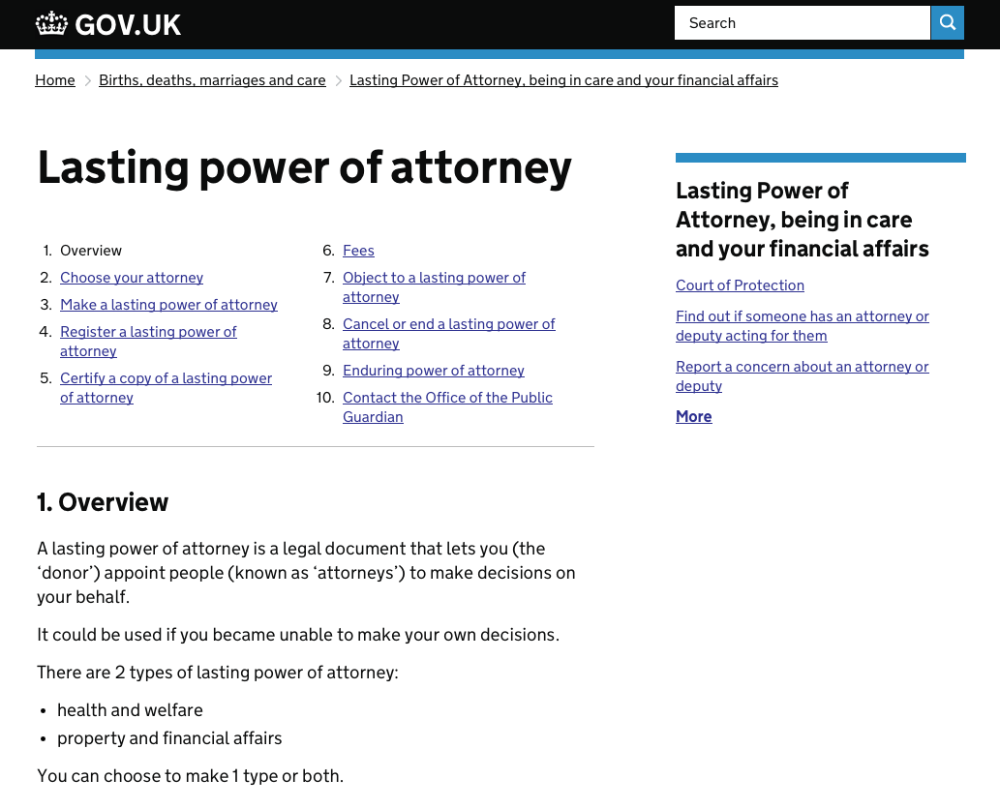 GOV.UK
Search
Home
Births, deaths, marriages and care
Lasting Power of Attorney, being in care and your financial affairs
Lasting power of attorney
1. Overview
2. Choose your attorney
3. Make a lasting power of attorney
4. Register a lasting power of
attorney
5. Certify a copy of a lasting power
of attorney
6. Fees
7. Object to a lasting power of
attorney
8. Cancel or end a lasting power of
attorney
9. Enduring power of attorney
10. Contact the Office of the Public
Guardian
Lasting Power of
Attorney, being in care
and your financial affairs
Court of Protection
Find out if someone has an attorney or
deputy acting for them
Report a concern about an attorney or
deputy
More
1. Overview
A lasting power of attorney is a legal document that lets you (the
‘donor’) appoint people (known as ‘attorneys’) to make decisions on
your behalf.
It could be used if you became unable to make your own decisions.
There are 2 types of lasting power of attorney:
• health and welfare
• property and financial affairs
You can choose to make 1 type or both.